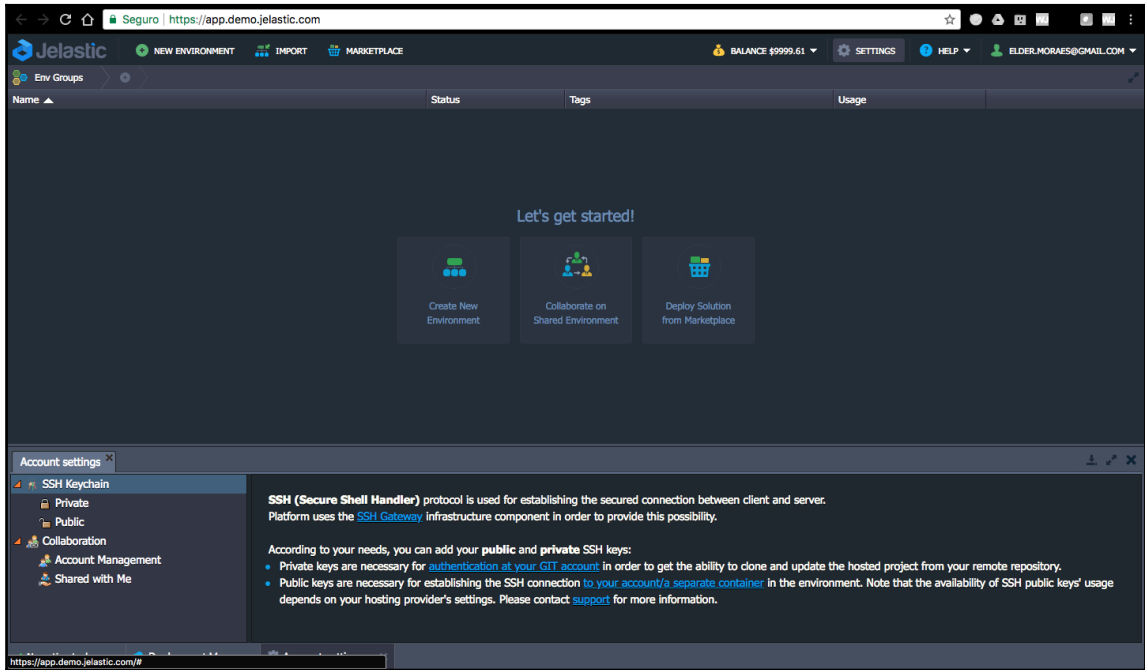 Seguro | https://app.demo.jelastic.com
Jelastic NEW ENVIRONMENT IMPORT MARKETPLACE BALANCE $9999.61 SETTINGS HELP ELDER.MORAES@GMAIL.COM
Env Groups
Name Status Tags Usage
Let's get started!
Create New
Environment
Collaborate on
Shared Environment
Deploy Solution
from Marketplace
Account settings
SSH Keychain
Private
Public
Collaboration
Account Management
Shared with Me
SSH (Secure Shell Handler) protocol is used for establishing the secured connection between client and server.
Platform uses the SSH Gateway infrastructure component in order to provide this possibility.
According to your needs, you can add your public and private SSH keys:
Private keys are necessary for authentication at your GIT account in order to get the ability to clone and update the hosted project from your remote repository.
Public keys are necessary for establishing the SSH connection to your account/a separate container in the environment. Note that the availability of SSH public keys' usage
depends on your hosting provider's settings. Please contact support for more information.
https://app.demo.jelastic.com/#